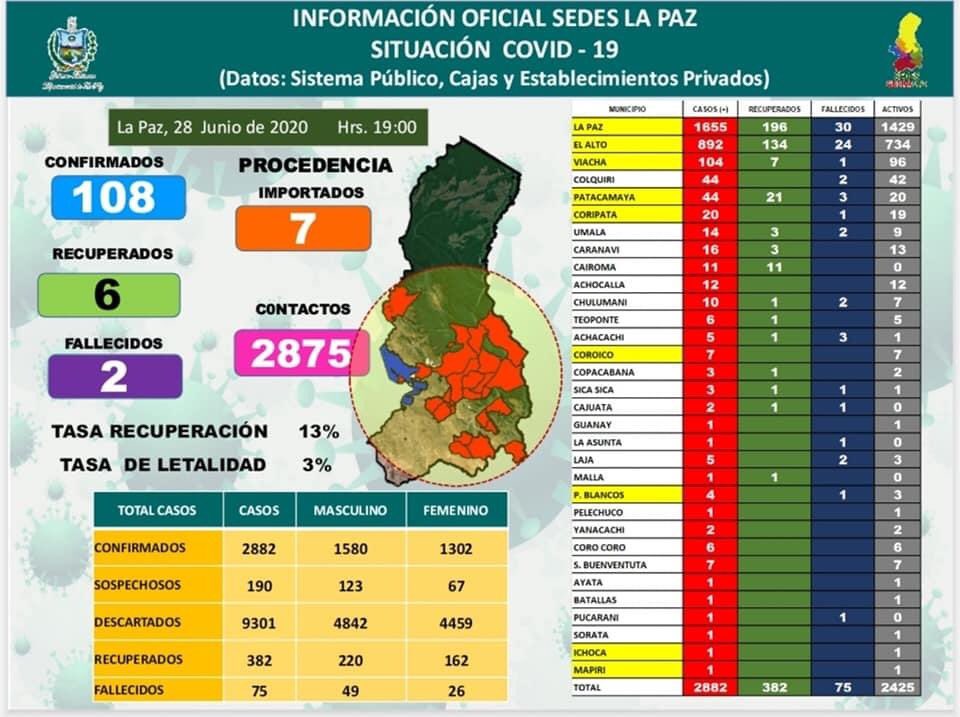 INFORMACIÓN OFICIAL SEDES LA PAZ
SITUACIÓN COVID - 19
(Datos: Sistema Público, Cajas y Establecimientos Privados)
La Paz, 28 Junio de 2020 Hrs. 19:00
CONFIRMADOS
108
RECUPERADOS
6
FALLECIDOS
2
PROCEDENCIA
IMPORTADOS
7
CONTACTOS
2875
TASA RECUPERACIÓN 13%
TASA DE LETALIDAD 3%
TOTAL CASOS CASOS MASCULINO FEMENINO
CONFIRMADOS 2882 1580 1302
SOSPECHOSOS 190 123 67
DESCARTADOS 9301 4842 4459
RECUPERADOS 382 220 162
FALLECIDOS 75 49 26
MUNICIPIO CASOS (+) RECUPERADOS FALLECIDOS ACTIVOS
LA PAZ 1655 196 30 1429
EL ALTO 892 134 24 734
VIACHA 104 7 1 96
COLQUIRI 44 2 42
PATACAMAYA 44 21 3 20
CORIPATA 20 1 19
UMALA 14 3 2 9
CARANAVI 16 3 13
CAIROMA 11 11 0
ACHOCALLA 12 12
CHULUMANI 10 1 2 7
TEOPONTE 6 1 5
ACHACACHI 5 1 3 1
COROICO 7 7
COPACABANA 3 1 2
SICA SICA 3 1 1 1
CAJUATA 2 1 1 0
GUANAY 1 1
LA ASUNTA 1 1 0
LAJA 5 2 3
MALLA 1 1 0
P. BLANCOS 4 1 3
PELECHUCO 1 1
YANACACHI 2 2
CORO CORO 6 6
S. BUENVENTUTA 7 7
AYATA 1 1
BATALLAS 1 1
PUCARANI 1 1 0
SORATA 1 1
ICHOCA 1 1
MAPIRI 1 1
TOTAL 2882 382 75 2425